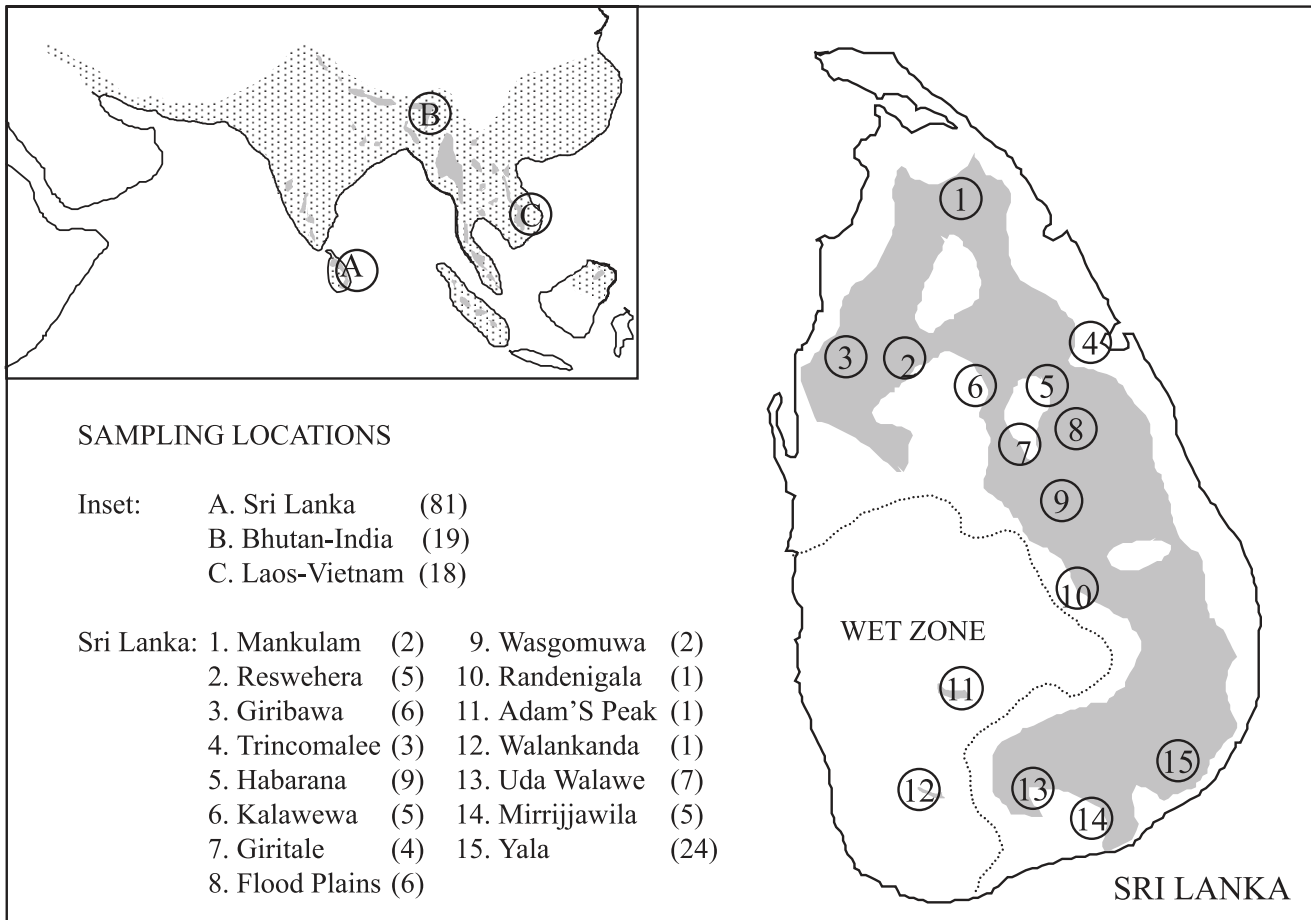 B
C
A
SAMPLING LOCATIONS
Inset: A. Sri Lanka (81)
B. Bhutan-India (19)
C. Laos-Vietnam (18)
Sri Lanka: 1. Mankulam (2) 9. Wasgomuwa (2)
2. Reswehera (5) 10. Randenigala (1)
3. Giribawa (6) 11. Adam'S Peak (1)
4. Trincomalee (3) 12. Walankanda (1)
5. Habarana (9) 13. Uda Walawe (7)
6. Kalawewa (5) 14. Mirrijjawila (5)
7. Giritale (4) 15. Yala (24)
8. Flood Plains (6)
1
4
3 2
6 5
8
7
9
10
WET ZONE
11
15
12 13
14
SRI LANKA